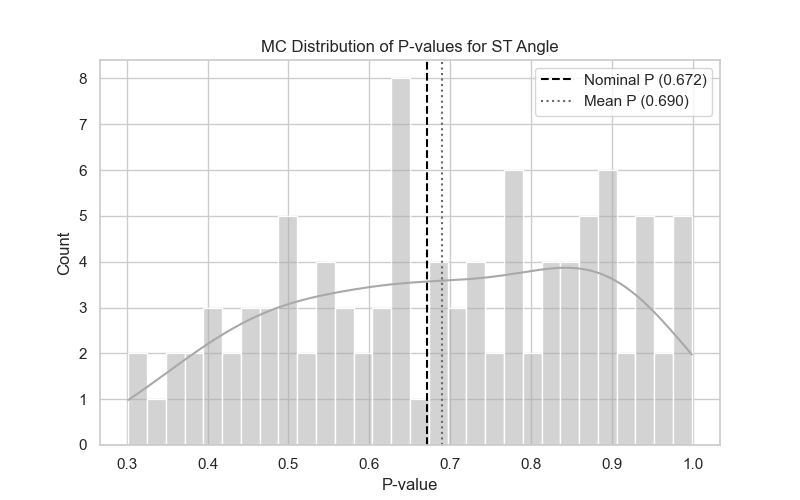 MC Distribution of P-values for ST Angle
Nominal P (0.672)
Mean P (0.690)
8
7
6
5
4
3
2
1
0
Count
0.3 0.4 0.5 0.6 0.7 0.8 0.9 1.0
P-value